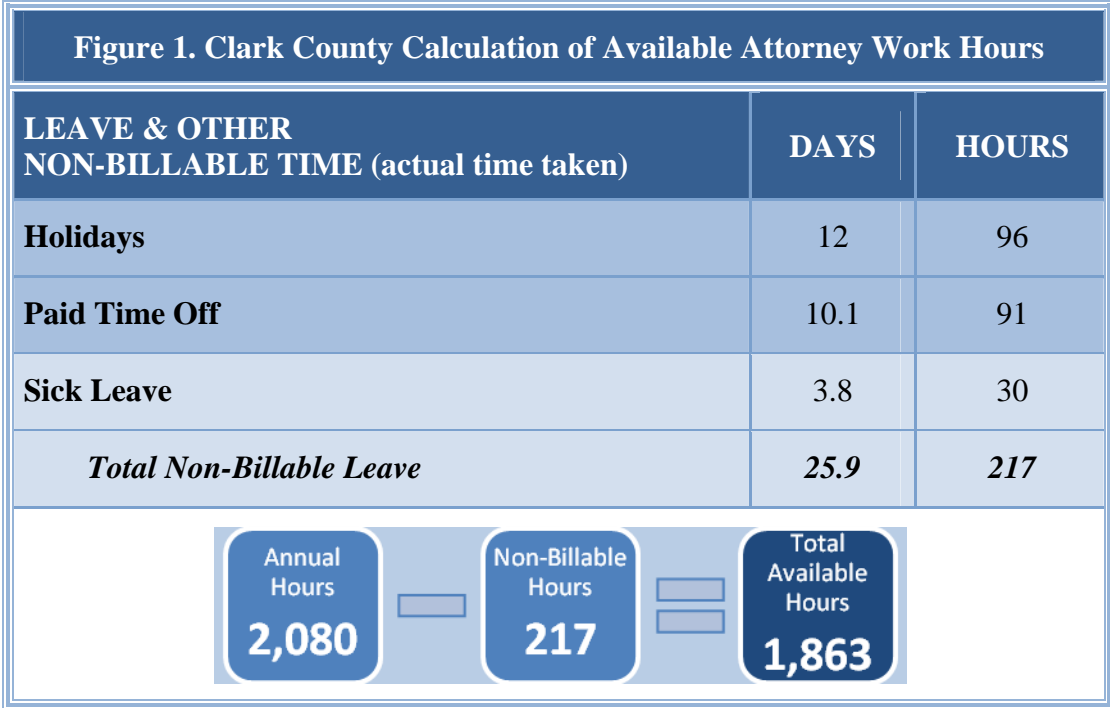 Figure 1. Clark County Calculation of Available Attorney Work Hours
LEAVE & OTHER
NON-BILLABLE TIME (actual time taken)
DAYS
HOURS
Holidays
12
96
Paid Time Off
10.1
91
Sick Leave
3.8
30
Total Non-Billable Leave
25.9
217
Annual
Hours
2,080
Non-Billable
Hours
217
Total
Available
Hours
1,863